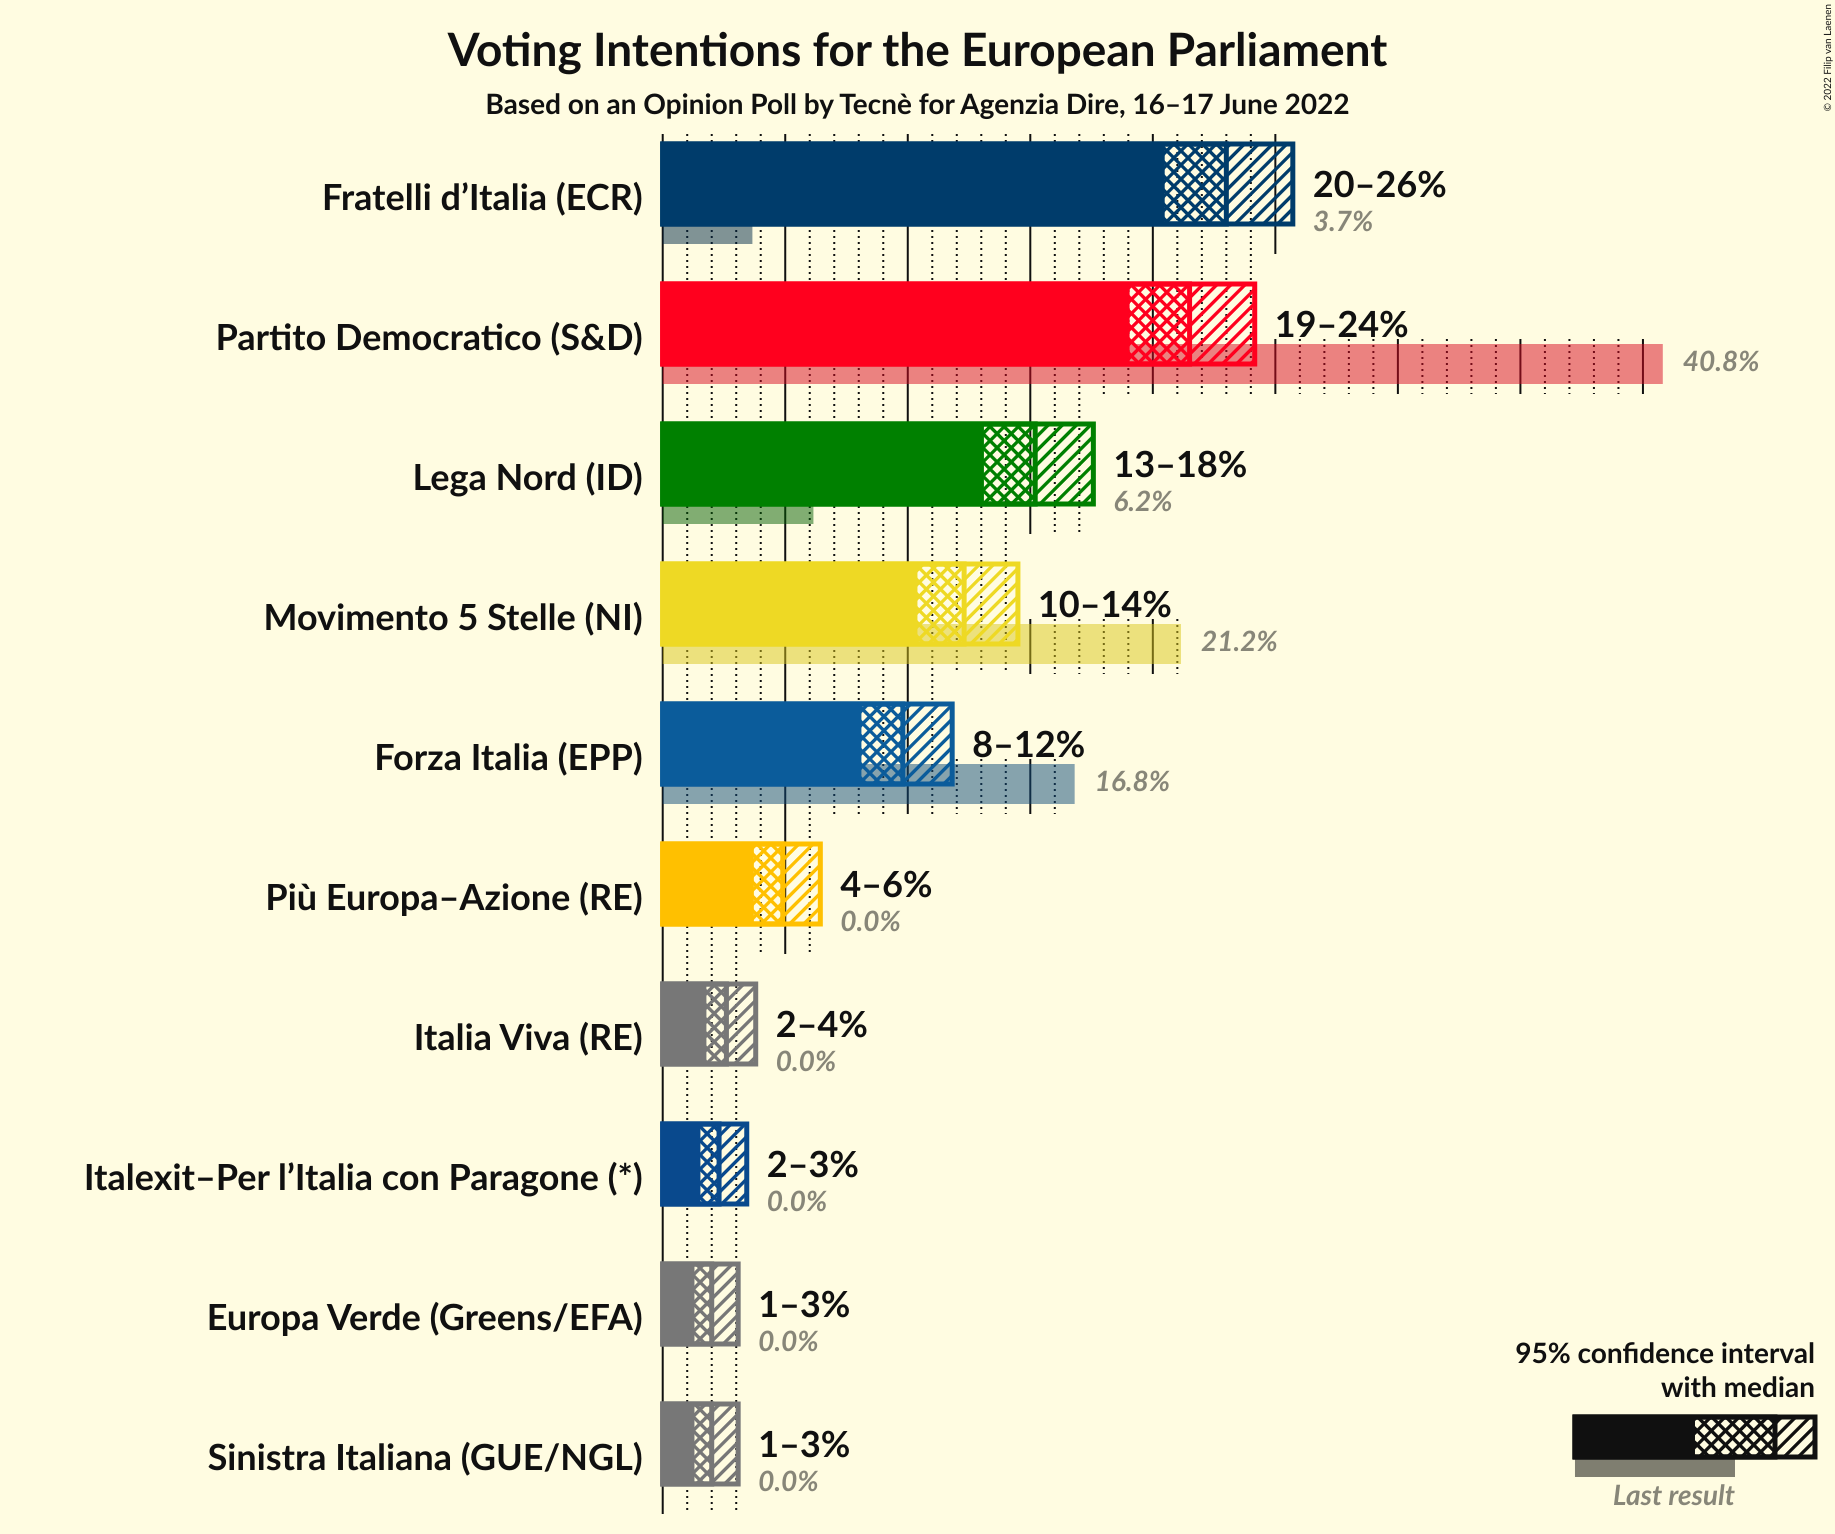 Voting Intentions for the European Parliament
Based on an Opinion Poll by Tecnè for Agenzia Dire, 16–17 June 2022
© 2022 Filip van Laenen
Fratelli d’Italia (ECR)
20–26%
3.7%
Partito Democratico (S&D)
19–24%
40.8%
Lega Nord (ID)
13–18%
6.2%
Movimento 5 Stelle (NI)
10–14%
21.2%
Forza Italia (EPP)
8–12%
16.8%
Più Europa–Azione (RE)
4–6%
0.0%
Italia Viva (RE)
2–4%
0.0%
Italexit–Per l’Italia con Paragone (*)
2–3%
0.0%
Europa Verde (Greens/EFA)
1–3%
0.0%
Sinistra Italiana (GUE/NGL)
1–3%
0.0%
95% confidence interval
with median
Last result